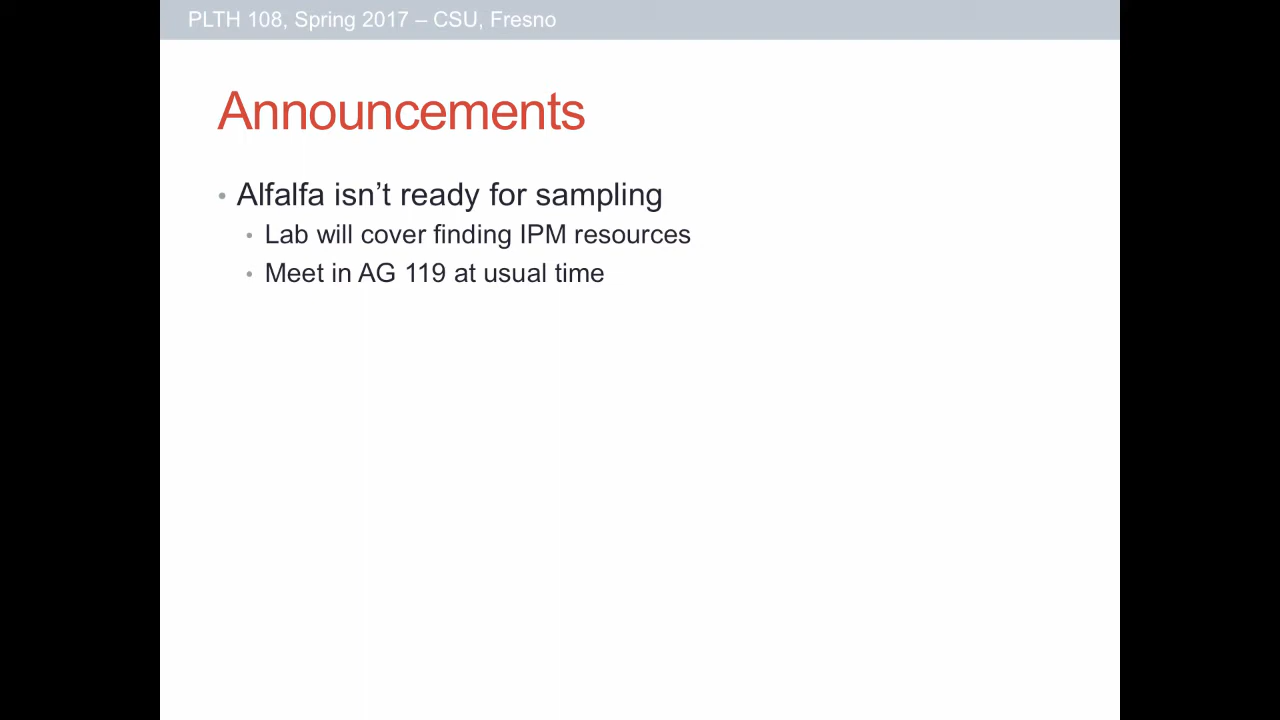 PLTH 108, Spring 2017 – CSU, Fresno
Announcements
• Alfalfa isn’t ready for sampling
• Lab will cover finding IPM resources
• Meet in AG 119 at usual time